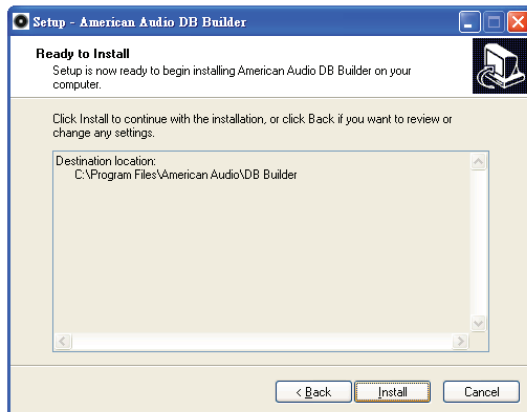 Setup - American Audio DB Builder
Ready to Install
Setup is now ready to begin installing American Audio DB Builder on your
computer.
Click Install to continue with the installation, or click Back if you want to review or
change any settings.
Destination location:
C:\Program Files\American Audio\DB Builder
< Back Install Cancel